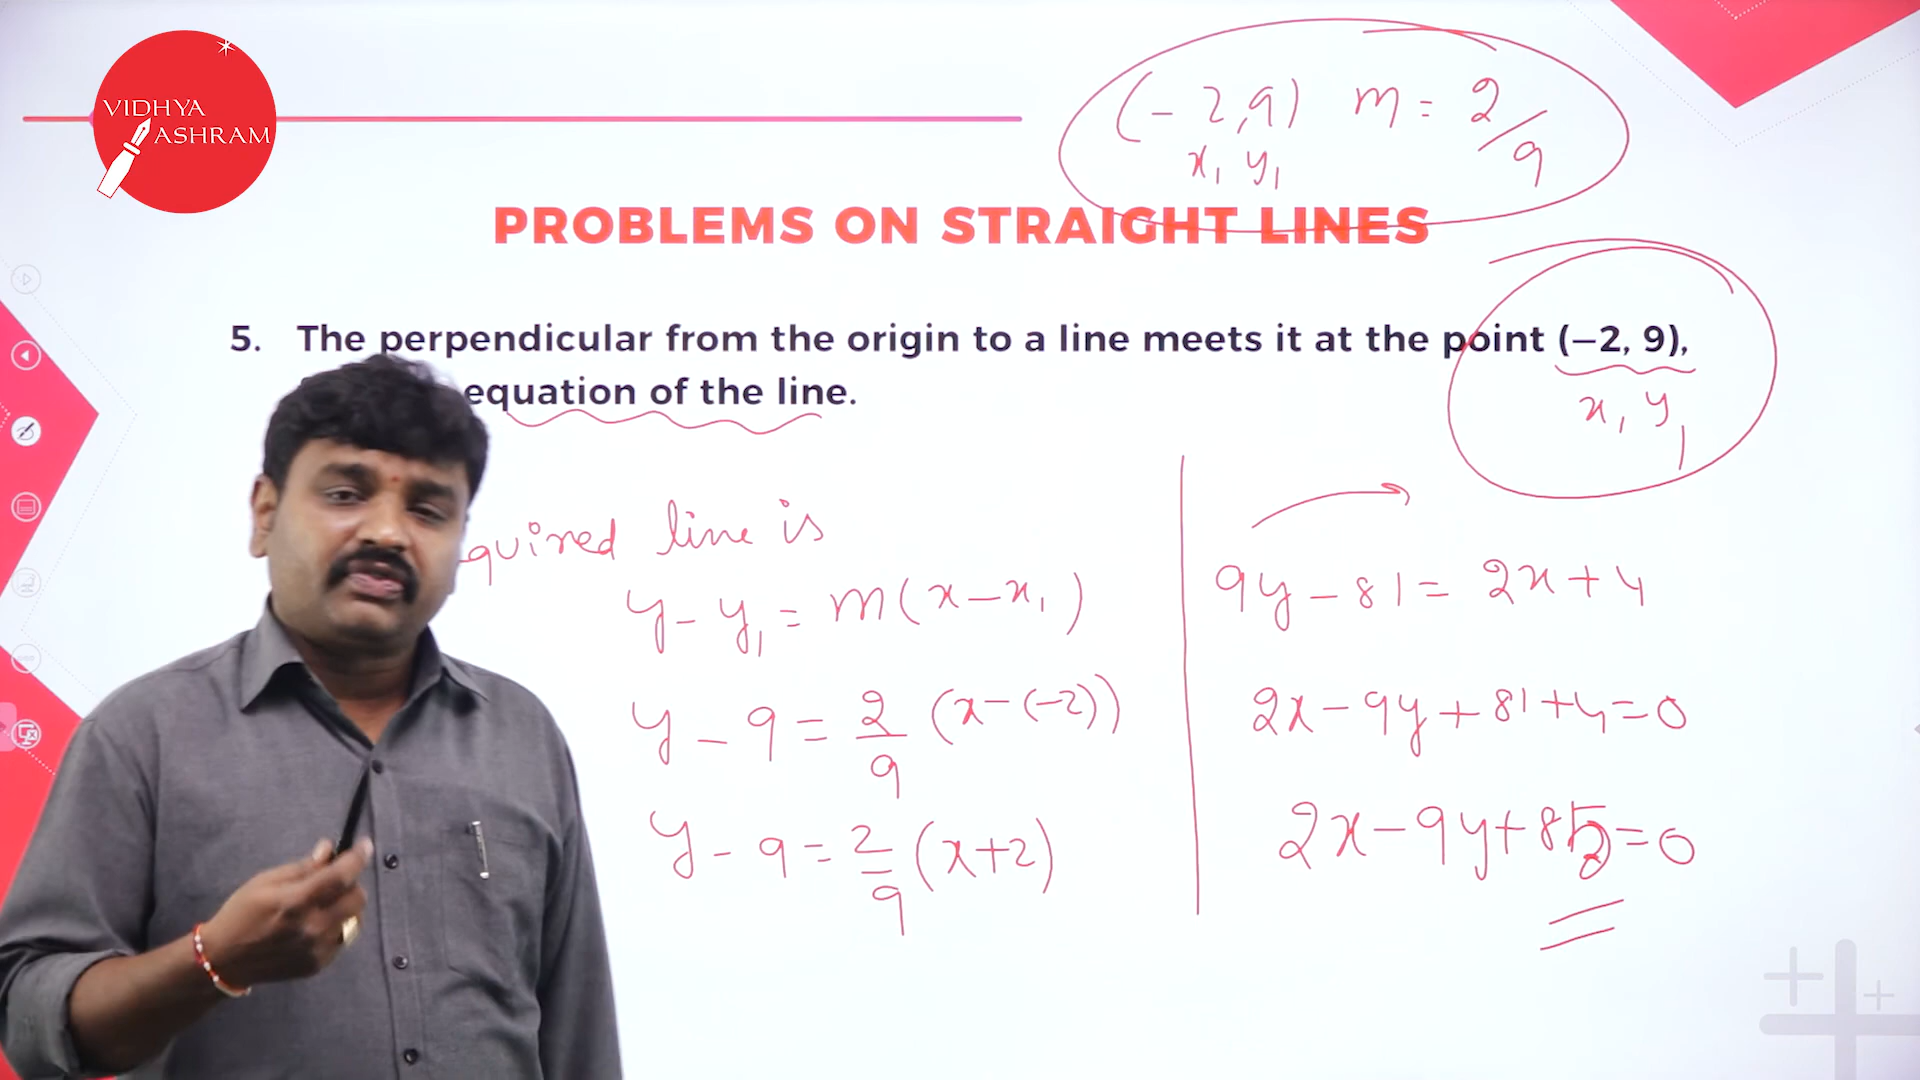 VIDHYA
ASHRAM
(-2,9) m = 2/9
x₁ y₁
PROBLEMS ON STRAIGHT LINES
5. The perpendicular from the origin to a line meets it at the point (–2, 9),
equation of the line.
x₁ y₁
quired line is
y - y₁ = m(x - x₁)
y - 9 = 2/9 (x - (-2))
y - 9 = 2/9 (x + 2)
9y - 81 = 2x + 4
2x - 9y + 81 + 4 = 0
2x - 9y + 85 = 0